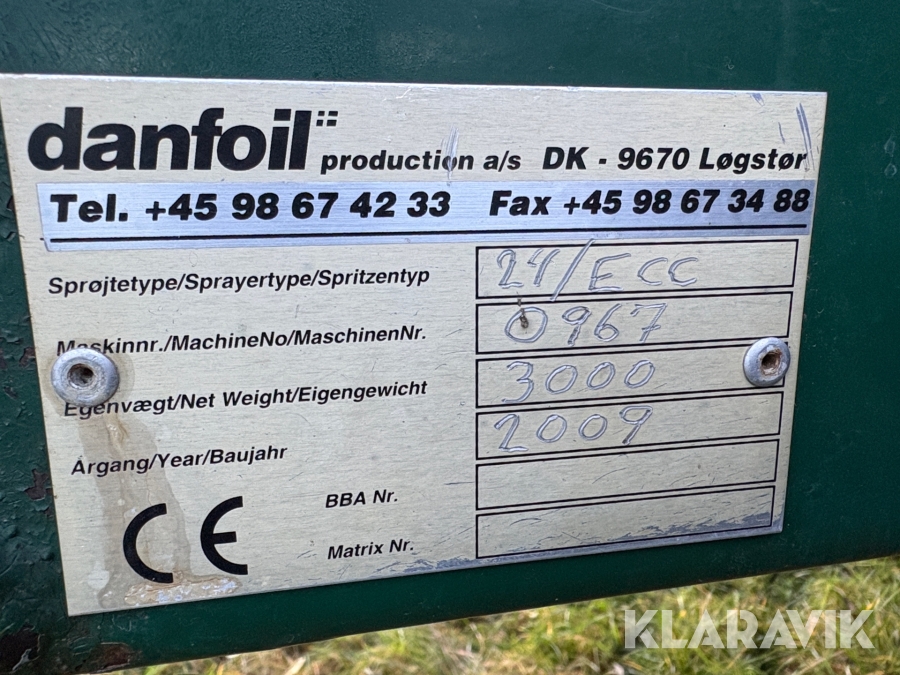 danfoil
production a/s DK - 9670 Løgstør
Tel. +45 98 67 42 33 Fax +45 98 67 34 88
Sprøjtetype/Sprayertype/Spritzentyp 24/ECC
Maskinnr./MachineNo/MaschinenNr. 0967
Egenvægt/Net Weight/Eigengewicht 3000
Argang/Year/Baujahr 2009
BBA Nr.
Matrix Nr.
CE
KLARAVIK